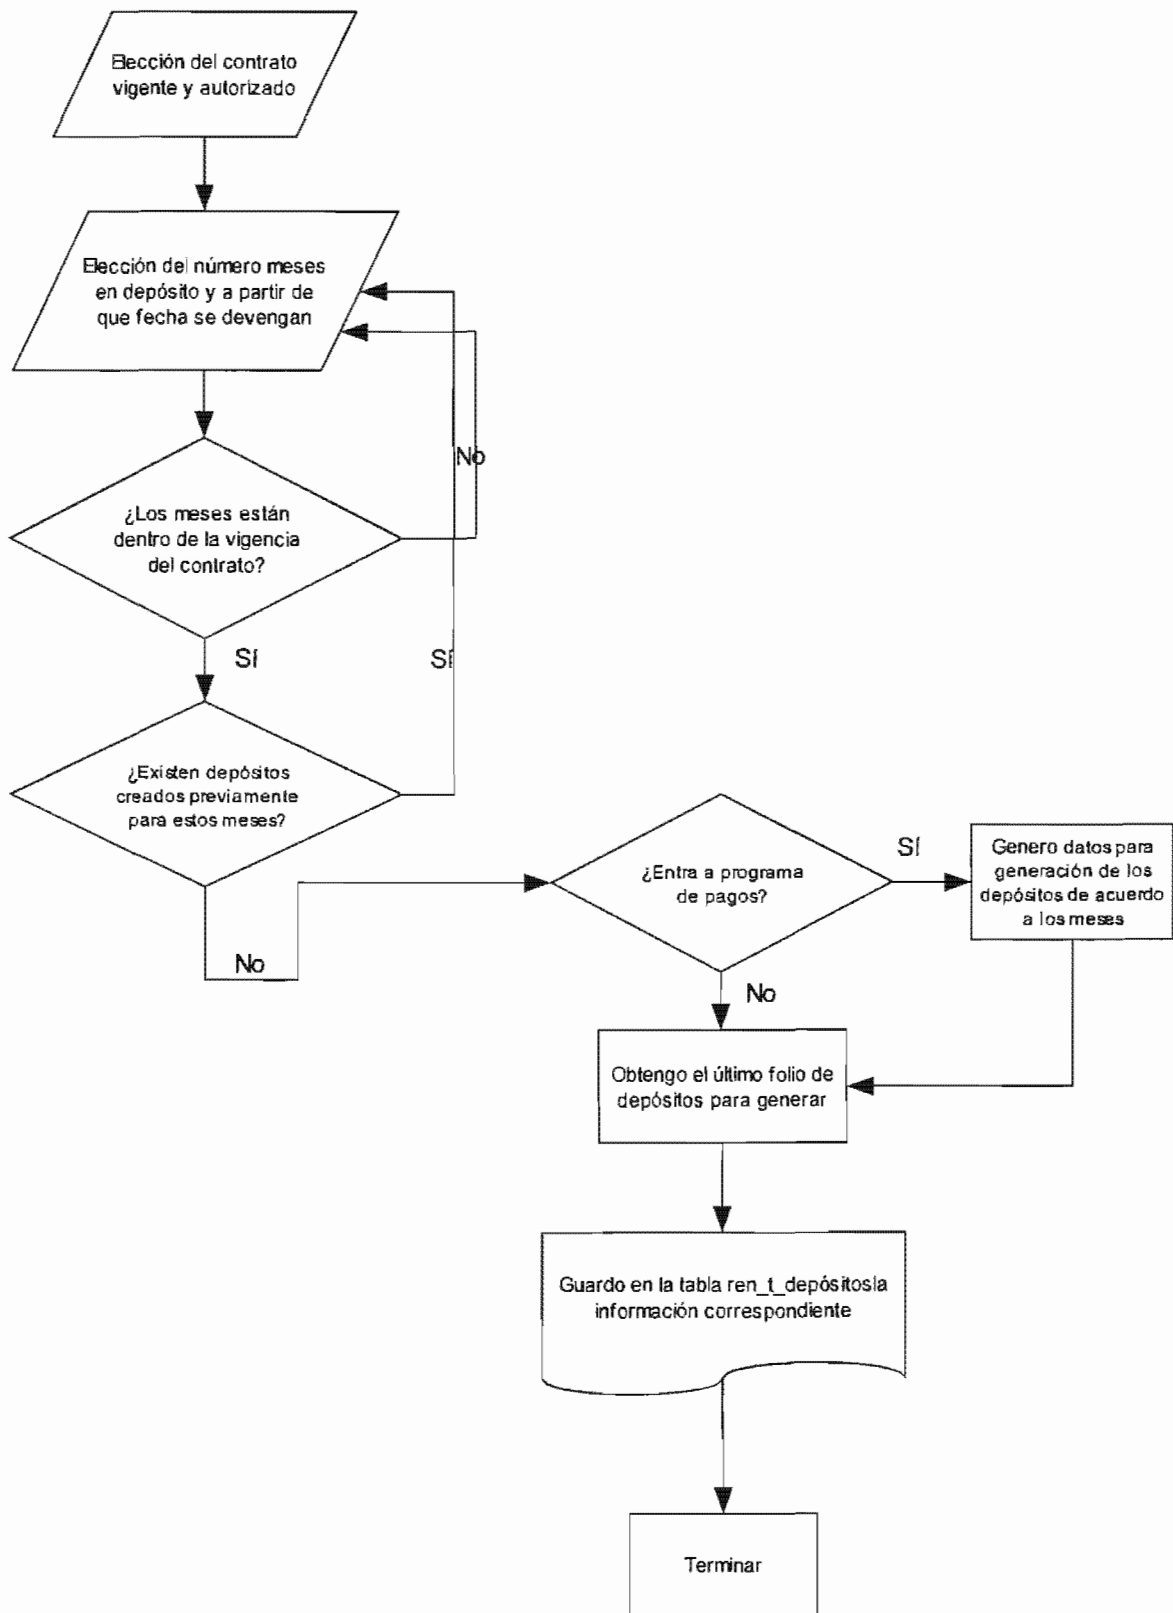 Elección del contrato
vigente y autorizado
Elección del número meses
en depósito y a partir de
que fecha se devengan
No
¿Los meses están
dentro de la vigencia
del contrato?
Sí
Sí
¿Existen depósitos
creados previamente
para estos meses?
No
¿Entra a programa
de pagos?
Sí
Genero datos para
generación de los
depósitos de acuerdo
a los meses
No
Obtengo el último folio de
depósitos para generar
Guardo en la tabla ren_t_depósitosla
información correspondiente
Terminar